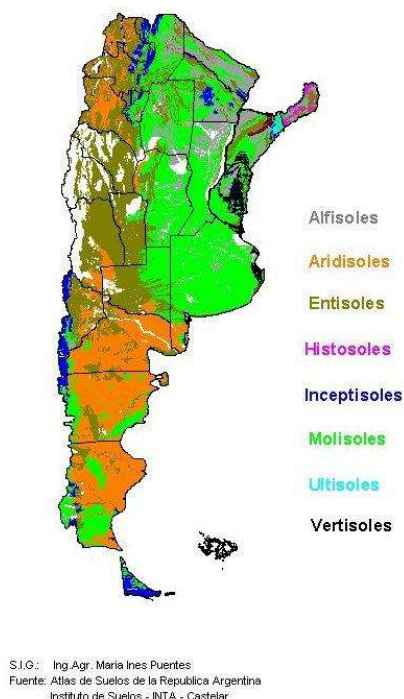 Alfisoles
Aridisoles
Entisoles
Histosoles
Inceptisoles
Molisoles
Ultisoles
Vertisoles
S.I.G.: Ing.Agr. Maria Ines Puentes
Fuente: Atlas de Suelos de la Republica Argentina
Instituto de Suelos - INTA - Castelar